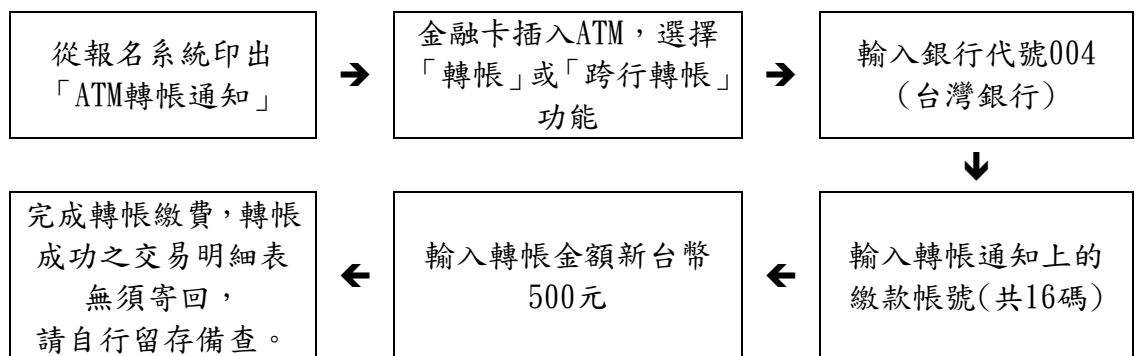 從報名系統印出
「ATM轉帳通知」
金融卡插入ATM，選擇
「轉帳」或「跨行轉帳」
功能
輸入銀行代號004
(台灣銀行)
輸入轉帳通知上的
繳款帳號(共16碼)
輸入轉帳金額新台幣
500元
完成轉帳繳費，轉帳
成功之交易明細表
無須寄回，
請自行留存備查。